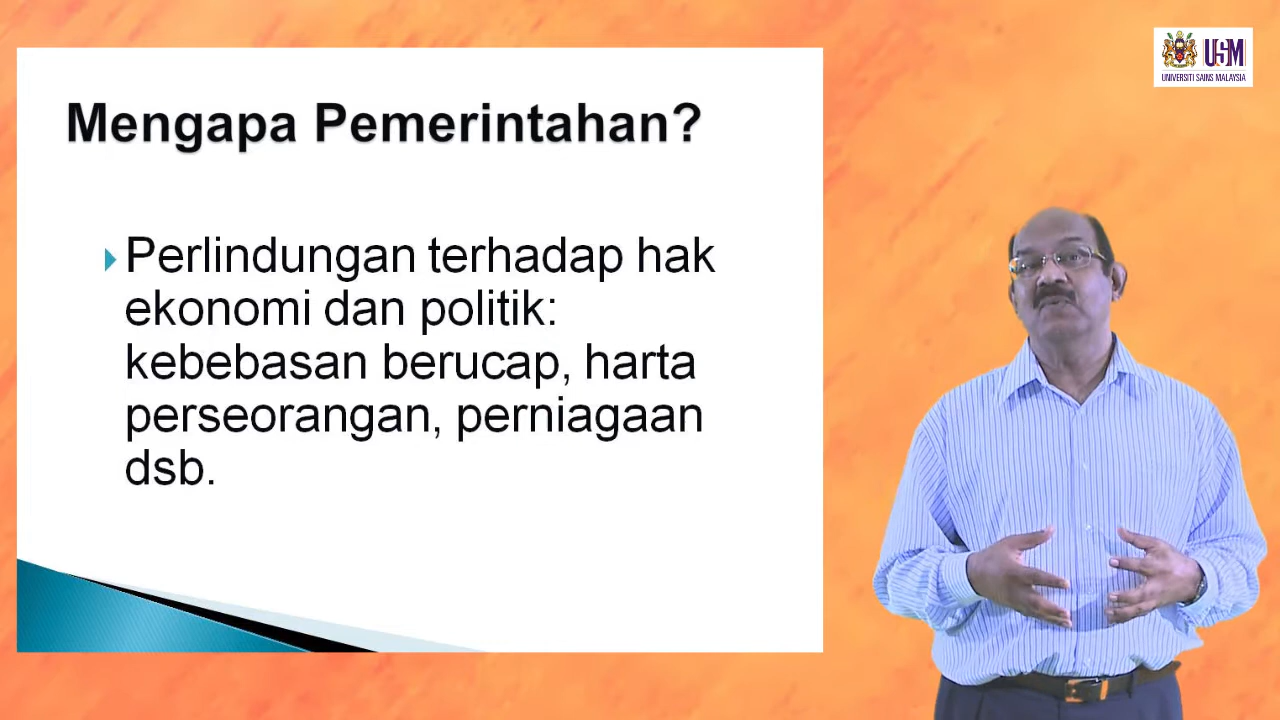 USM
UNIVERSITI SAINS MALAYSIA
Mengapa Pemerintahan?
Perlindungan terhadap hak
ekonomi dan politik:
kebebasan berucap, harta
perseorangan, perniagaan
dsb.